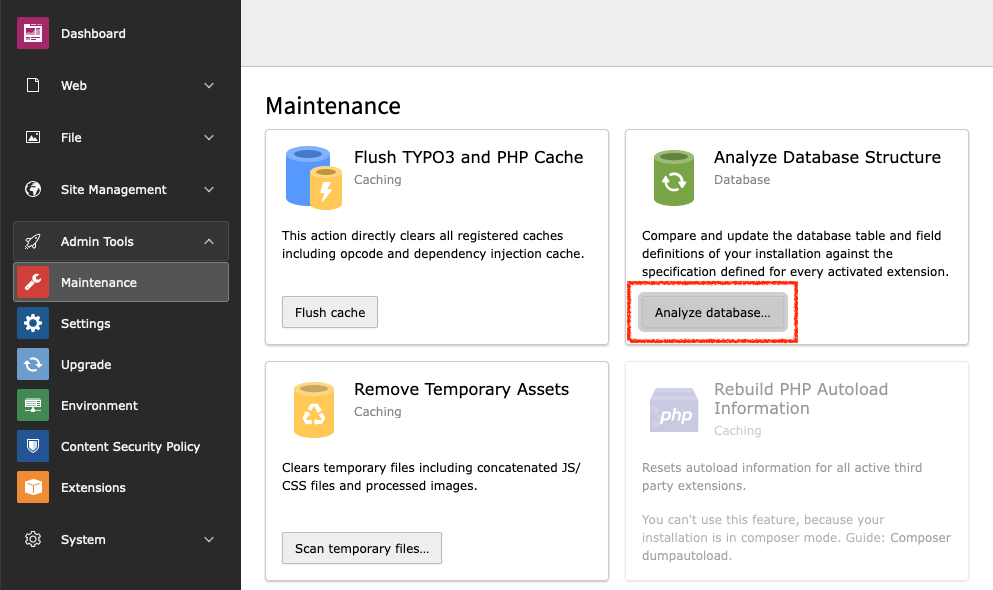 Dashboard
Web
File
Site Management
Admin Tools
Maintenance
Settings
Upgrade
Environment
Content Security Policy
Extensions
System
Maintenance
Flush TYPO3 and PHP Cache
Caching
This action directly clears all registered caches
including opcode and dependency injection cache.
Flush cache
Analyze Database Structure
Database
Compare and update the database table and field
definitions of your installation against the
specification defined for every activated extension.
Analyze database...
Remove Temporary Assets
Caching
Clears temporary files including concatenated JS/
CSS files and processed images.
Scan temporary files...
php
Rebuild PHP Autoload
Information
Caching
Resets autoload information for all active third
party extensions.
You can't use this feature, because your
installation is in composer mode. Guide: Composer
dumpautoload.